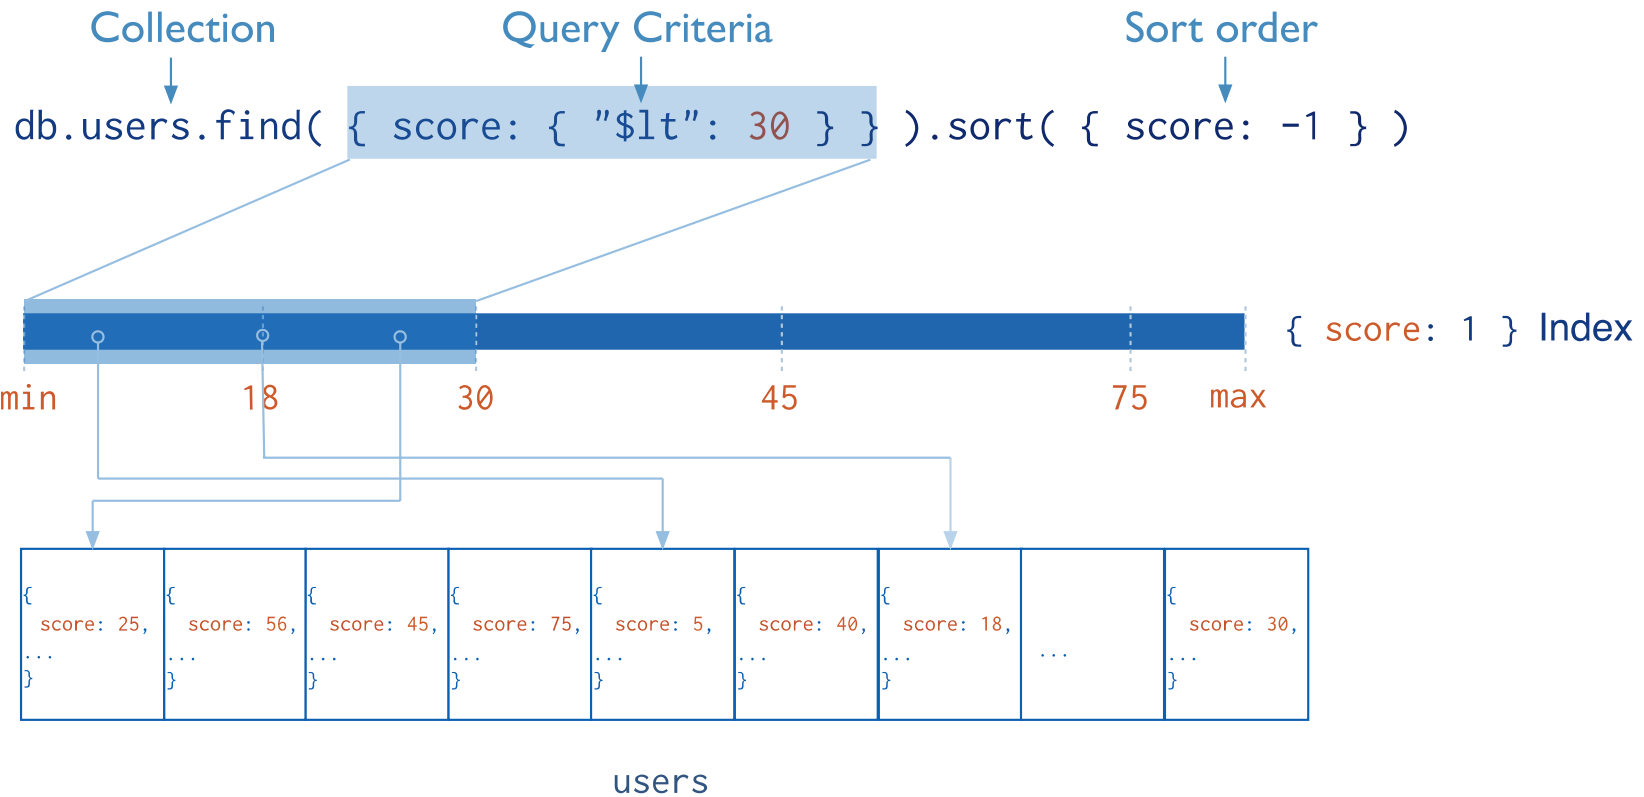 Collection Query Criteria Sort order
db.users.find( { score: { "$lt": 30 } } ).sort( { score: -1 } )
{ score: 1 } Index
min 18 30 45 75 max
{ { { { { { { {
score: 25, score: 56, score: 45, score: 75, score: 5, score: 40, score: 18, score: 30,
... ... ... ... ... ... ... ... ...
} } } } } } } }
users